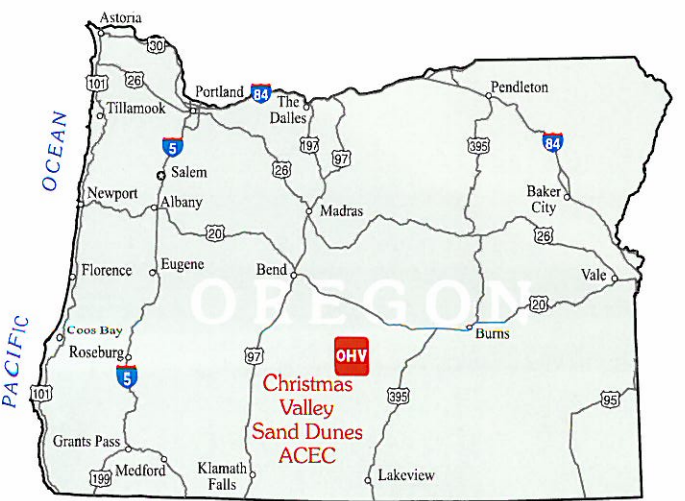 Astoria
30
101
26
Portland
84
The
Dalles
Pendleton
Tillamook
5
197
97
395
84
OCEAN
Salem
26
Newport
Albany
Madras
Baker
City
20
26
Florence
Eugene
Bend
Vale
OREGON
20
PACIFIC
Coos Bay
Roseburg
Burns
97
OHV
5
Christmas
Valley
Sand Dunes
ACEC
101
395
95
Grants Pass
Medford
199
Klamath
Falls
Lakeview